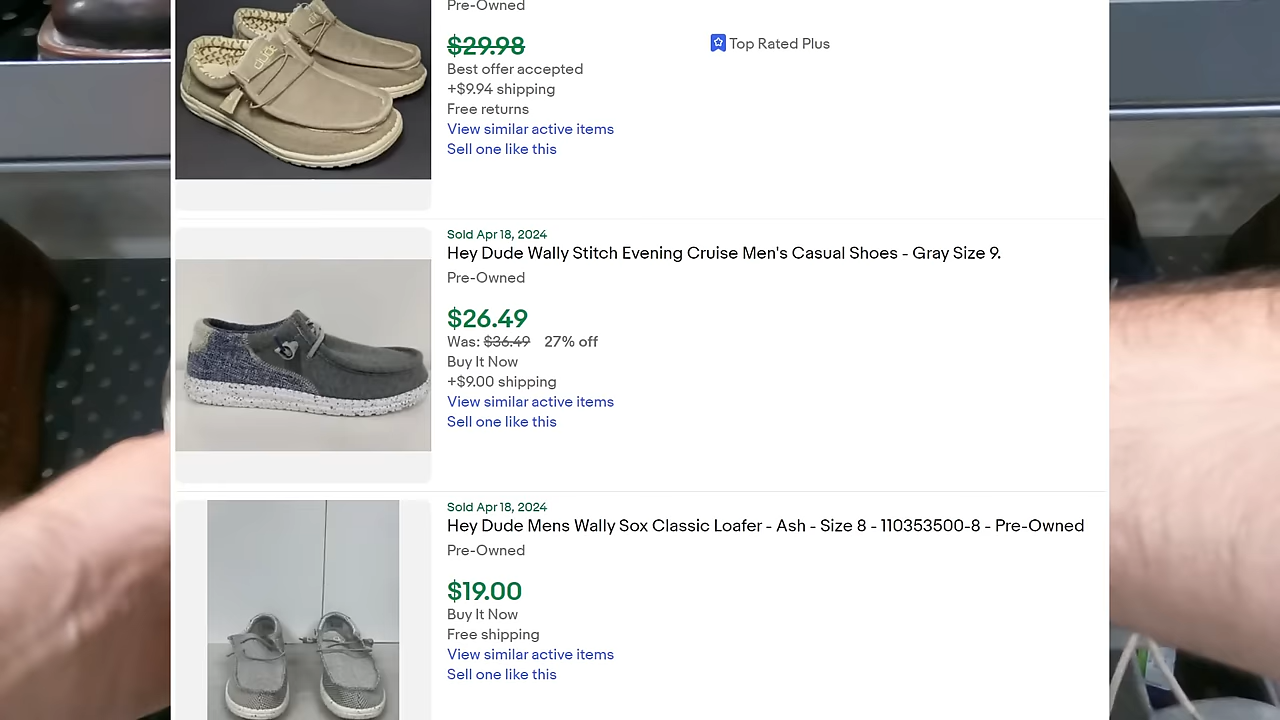 Pre-Owned
$29.98
Top Rated Plus
Best offer accepted
+$9.94 shipping
Free returns
View similar active items
Sell one like this
Sold Apr 18, 2024
Hey Dude Wally Stitch Evening Cruise Men's Casual Shoes - Gray Size 9.
Pre-Owned
$26.49
Was: $36.49 27% off
Buy It Now
+$9.00 shipping
View similar active items
Sell one like this
Sold Apr 18, 2024
Hey Dude Mens Wally Sox Classic Loafer - Ash - Size 8 - 110353500-8 - Pre-Owned
Pre-Owned
$19.00
Buy It Now
Free shipping
View similar active items
Sell one like this